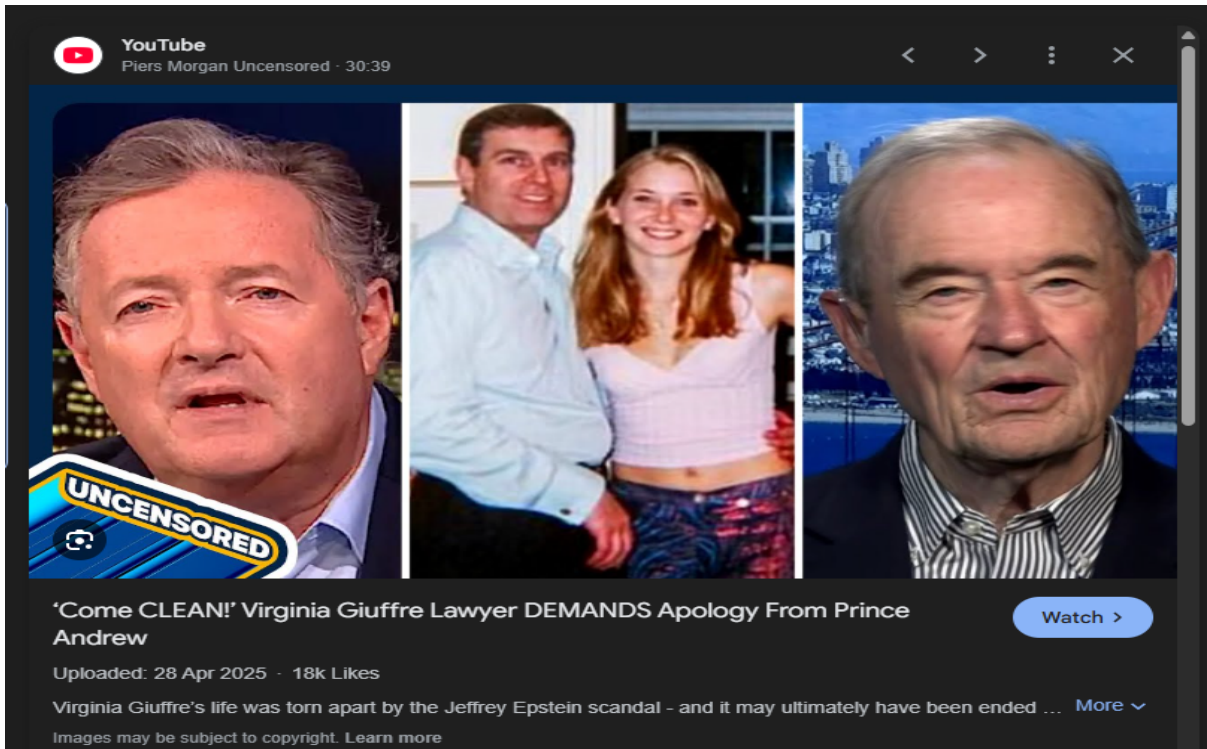 YouTube
Piers Morgan Uncensored · 30:39
UNCENSORED
‘Come CLEAN!’ Virginia Giuffre Lawyer DEMANDS Apology From Prince
Andrew
Watch >
Uploaded: 28 Apr 2025 · 18k Likes
Virginia Giuffre's life was torn apart by the Jeffrey Epstein scandal - and it may ultimately have been ended ... More
Images may be subject to copyright. Learn more